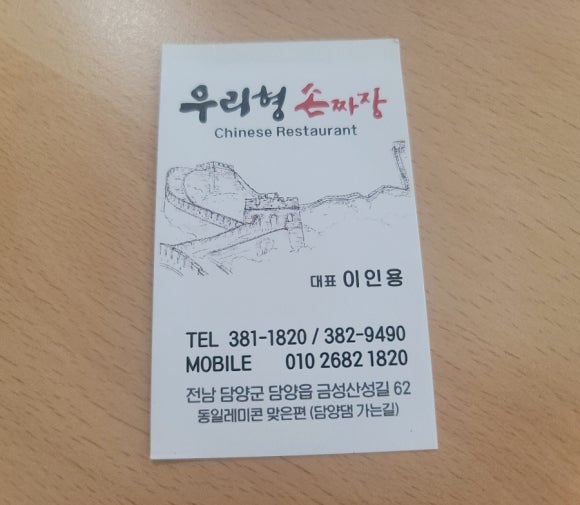 우리형 손짜장
Chinese Restaurant
대표 이인용
TEL 381-1820 / 382-9490
MOBILE 010 2682 1820
전남 담양군 담양읍 금성산성길 62
동일레미콘 맞은편 (담양댐 가는길)